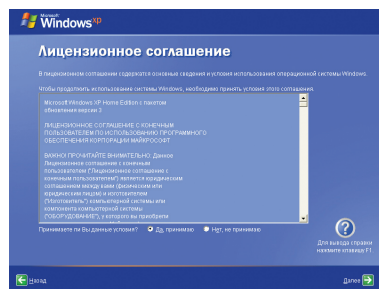 Microsoft
Windows xp
Лицензионное соглашение
В лицензионном соглашении содержатся основные сведения и условия использования операционной системы Windows.
Чтобы продолжить использование системы Windows, необходимо принять условия этого соглашения.
Microsoft Windows XP Home Edition с пакетом
обновления версии 3
ЛИЦЕНЗИОННОЕ СОГЛАШЕНИЕ С КОНЕЧНЫМ
ПОЛЬЗОВАТЕЛЕМ ПО ИСПОЛЬЗОВАНИЮ ПРОГРАММНОГО
ОБЕСПЕЧЕНИЯ КОРПОРАЦИИ МАЙКРОСОФТ
ВАЖНО! ПРОЧИТАЙТЕ ВНИМАТЕЛЬНО: Данное
Лицензионное соглашение с конечным
пользователем ("Лицензионное соглашение с
конечным пользователем") является юридическим
соглашением между вами (физическим или
юридическим лицом) и изготовителем
("Изготовитель") компьютерной системы или
компонента компьютерной системы
("ОБОРУДОВАНИЕ"), у которого вы приобрели
Принимаете ли Вы данные условия? Да, принимаю Нет, не принимаю
Для вывода справки
нажмите клавишу F1.
Назад
Далее